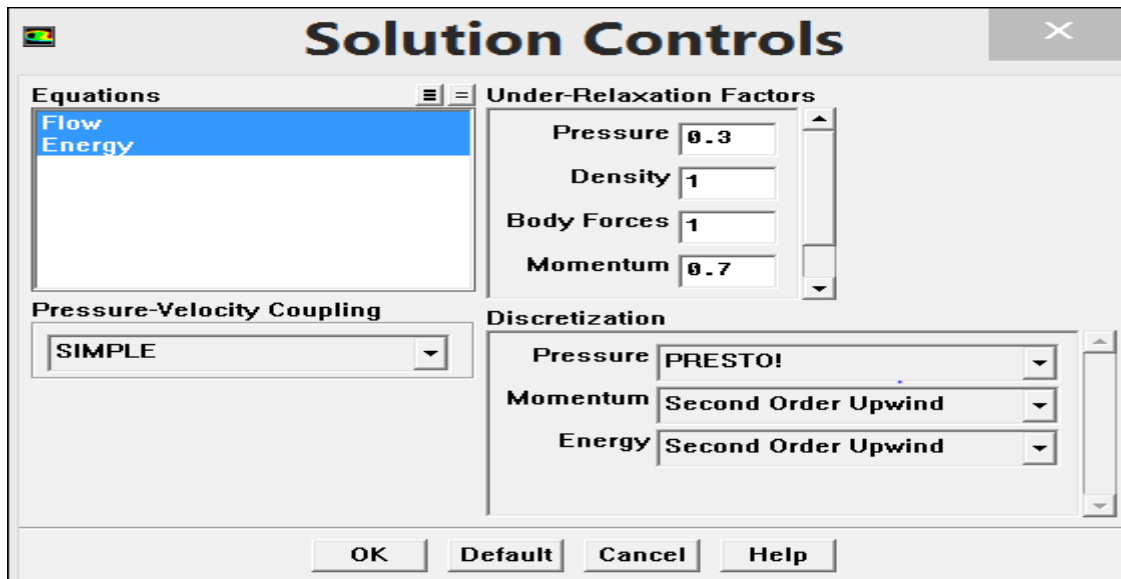 Solution Controls
Equations
Flow
Energy
Under-Relaxation Factors
Pressure 0.3
Density 1
Body Forces 1
Momentum 0.7
Pressure-Velocity Coupling
SIMPLE
Discretization
Pressure PRESTO!
Momentum Second Order Upwind
Energy Second Order Upwind
OK Default Cancel Help